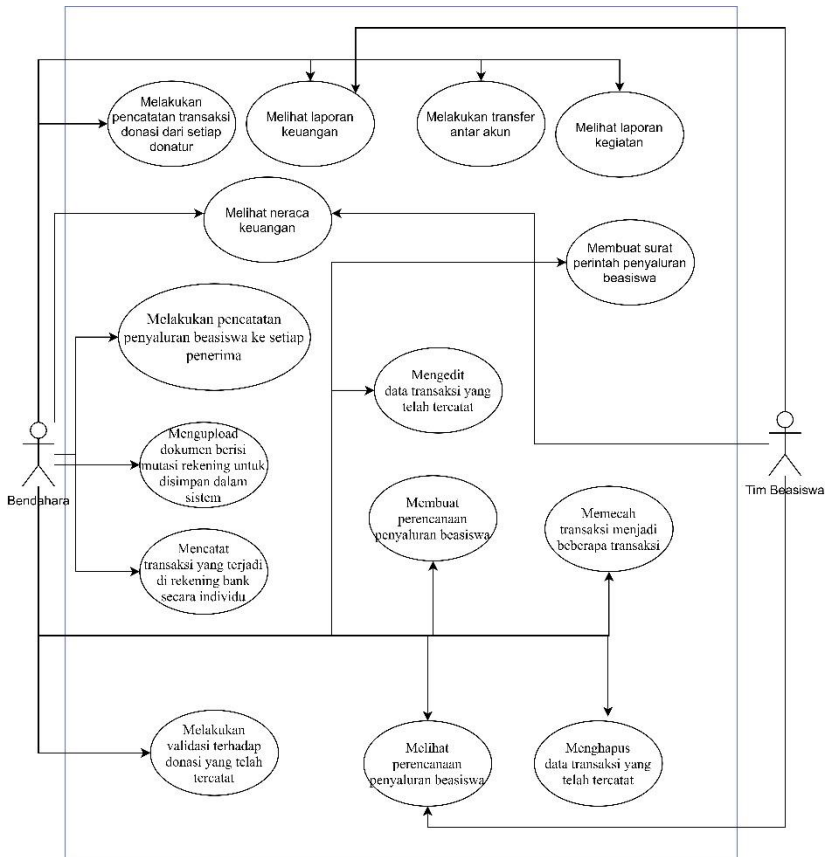 Melakukan
pencatatan transaksi
donasi dari setiap
donatur
Melihat laporan
keuangan
Melakukan transfer
antar akun
Melihat laporan
kegiatan
Melihat neraca
keuangan
Membuat surat
perintah penyaluran
beasiswa
Melakukan pencatatan
penyaluran beasiswa ke setiap
penerima
Mengedit
data transaksi yang
telah tercatat
Mengupload
dokumen berisi
mutasi rekening untuk
disimpan dalam
sistem
Bendahara
Tim Beasiswa
Membuat
perencanaan
penyaluran beasiswa
Memecah
transaksi menjadi
beberapa transaksi
Mencatat
transaksi yang terjadi
di rekening bank
secara individu
Melakukan
validasi terhadap
donasi yang telah
tercatat
Melihat
perencanaan
penyaluran beasiswa
Menghapus
data transaksi yang
telah tercatat